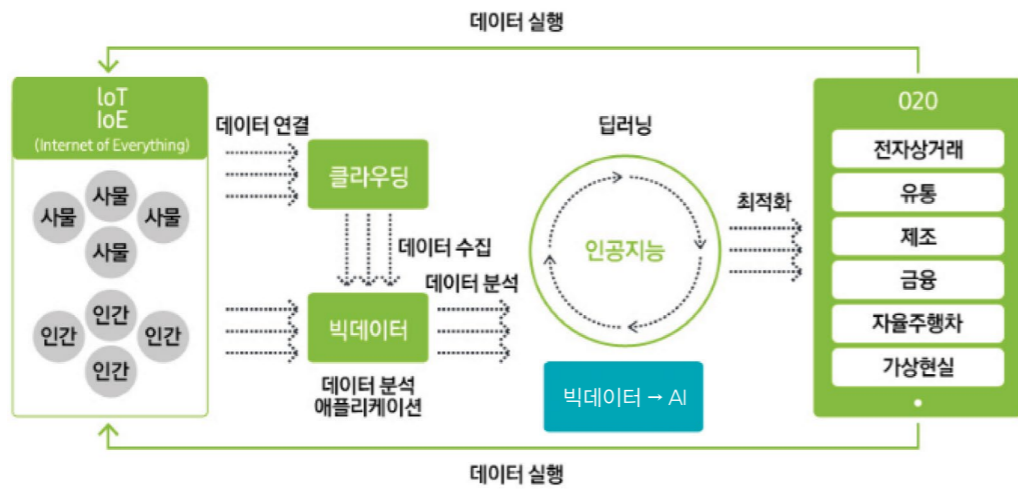 데이터 실행
IoT
IoE
(Internet of Everything)
사물
사물
사물
사물
인간
인간
인간
인간
데이터 연결
클라우딩
데이터 수집
빅데이터
데이터 분석
애플리케이션
데이터 분석
딥러닝
인공지능
빅데이터 → AI
최적화
O2O
전자상거래
유통
제조
금융
자율주행차
가상현실
데이터 실행